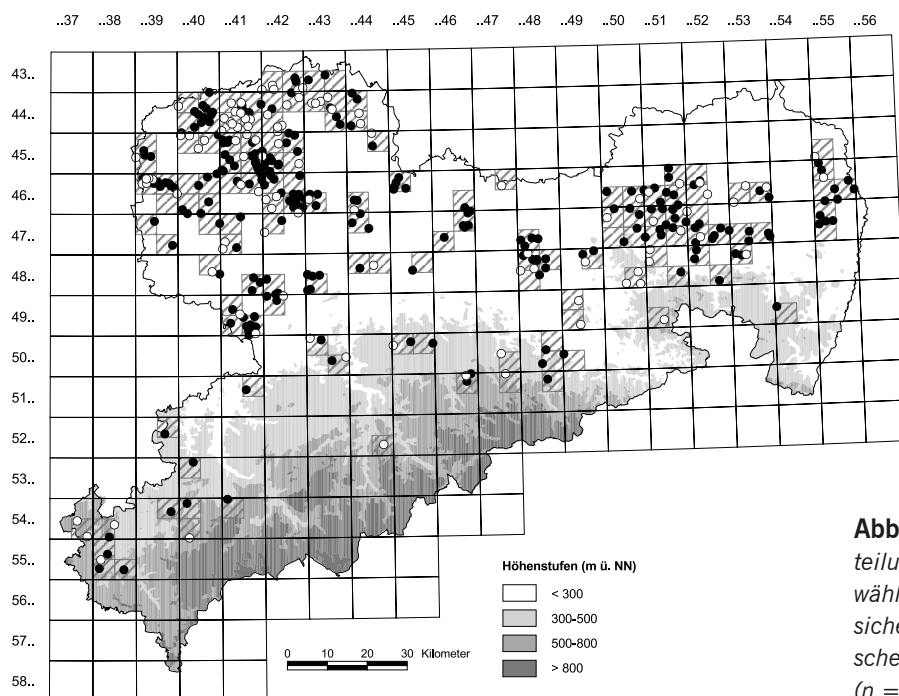 ..37 ..38 ..39 ..40 ..41 ..42 ..43 ..44 ..45 ..46 ..47 ..48 ..49 ..50 ..51 ..52 ..53 ..54 ..55 ..56
43..
44..
45..
46..
47..
48..
49..
50..
51..
52..
53..
54..
55..
56..
57..
58..
Höhenstufen (m ü. NN)
< 300
300-500
500-800
> 800
0 10 20 30 Kilometer
Abb
teilu
wähl
siche
sche
(n =